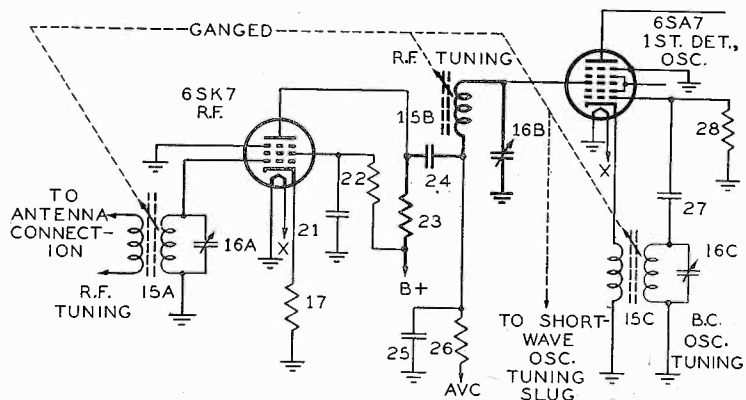 GANGED
6SA7
1ST. DET.,
OSC.
R.F. TUNING
6SK7
R.F.
15B
16B
28
X
22
24
23
21
X
TO
ANTENNA
CONNECT-
ION
16A
27
16C
R.F.
TUNING
15A
17
B+
25
26
AVC
TO SHORT-
WAVE
OSC.
TUNING
SLUG
15C
B.C.
OSC.
TUNING